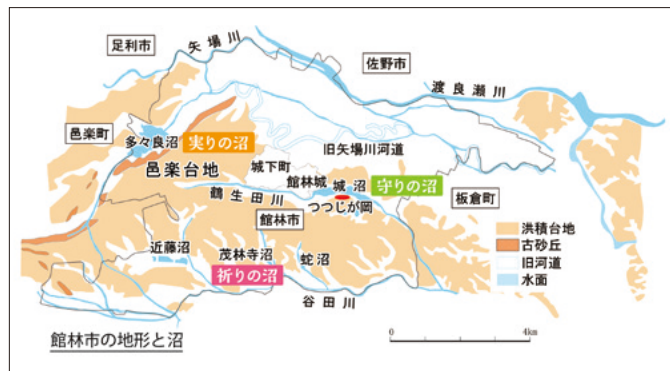 足利市
矢場川
佐野市
渡良瀬川
邑楽町
多々良沼
実りの沼
旧矢場川河道
邑楽台地
城下町
館林城
城沼
守りの沼
つつじが岡
板倉町
鶴生田川
館林市
近藤沼
茂林寺沼
蛇沼
祈りの沼
谷田川
洪積台地
古砂丘
旧河道
水面
0 4km
館林市の地形と沼